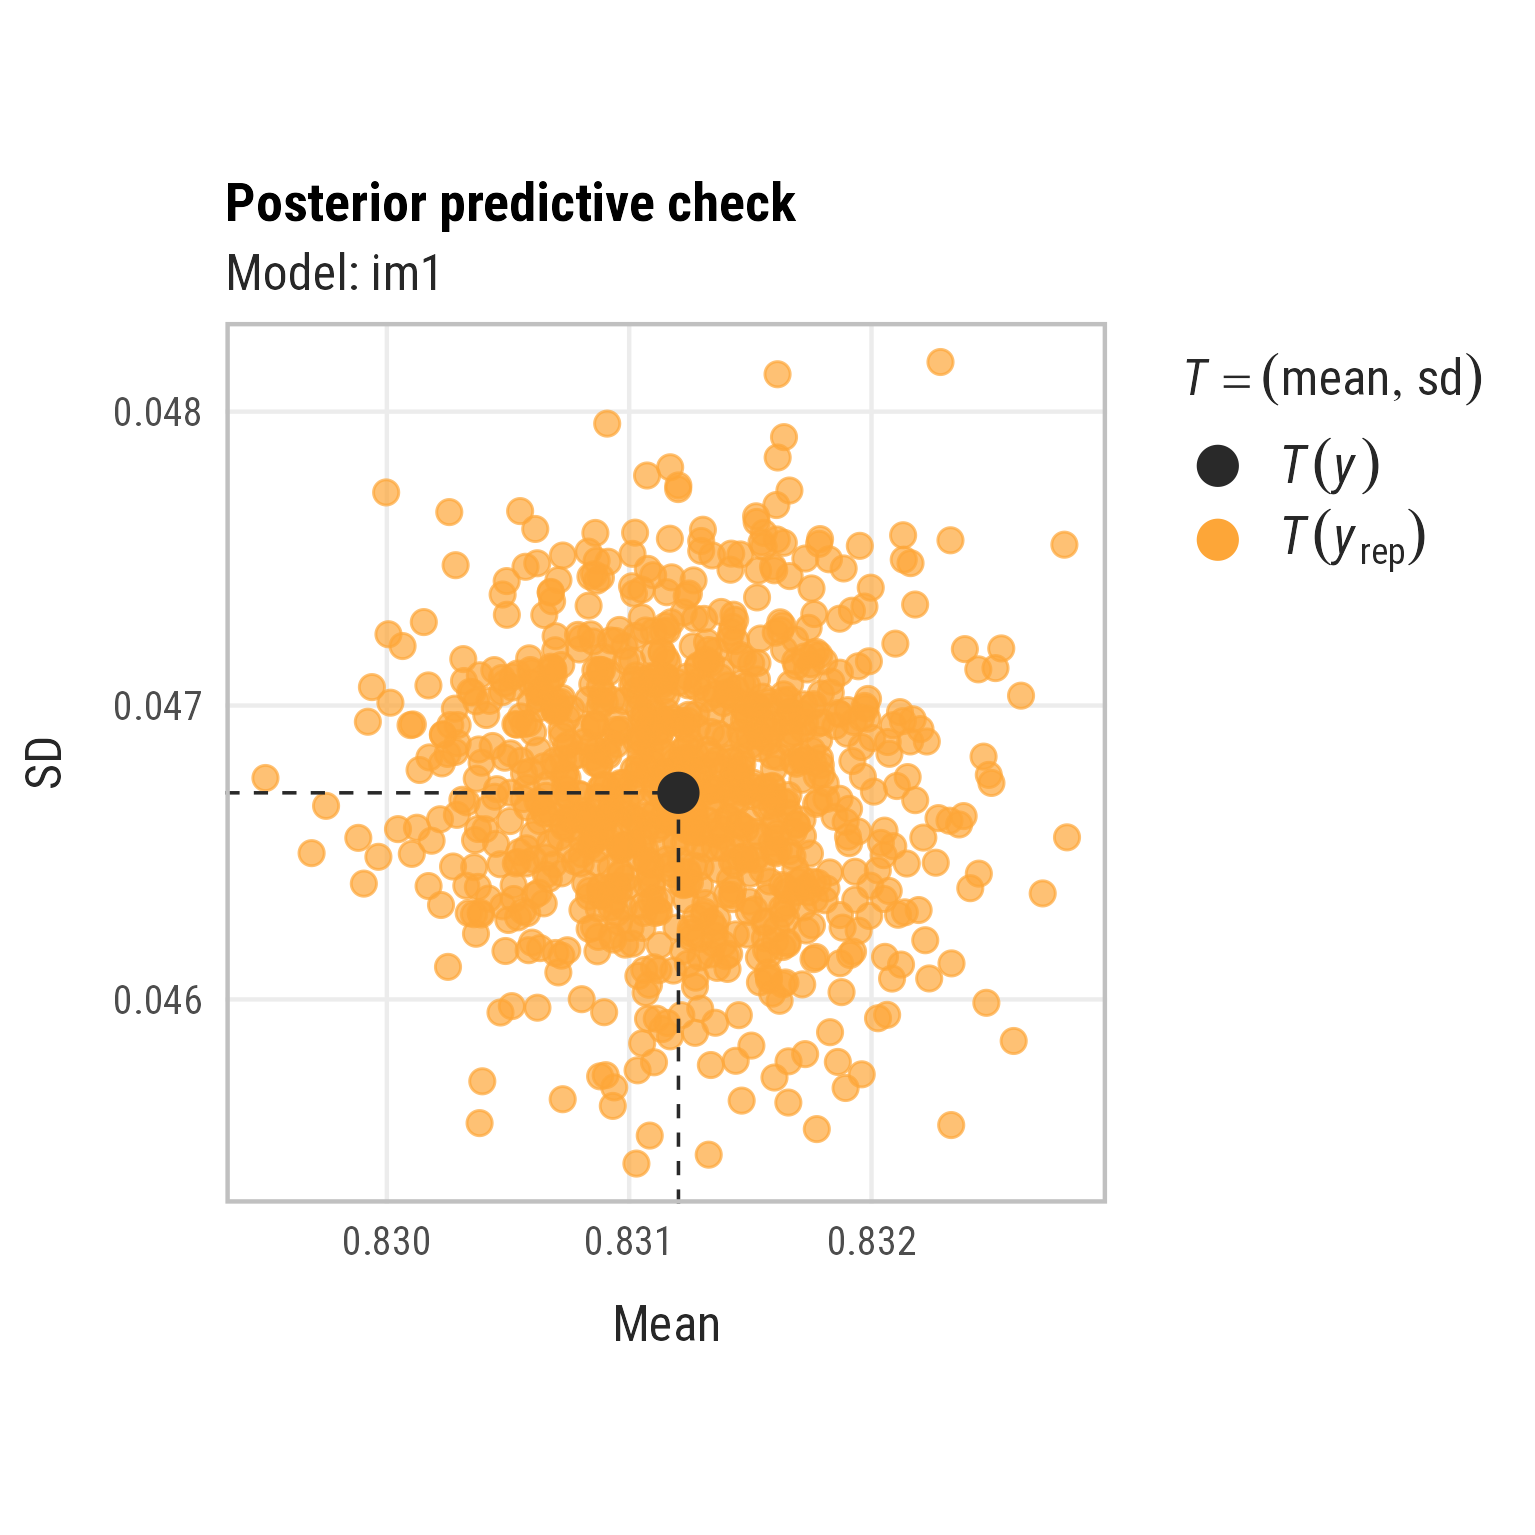 Posterior predictive check
Model: im1
T = (mean, sd)
T(y)
T(yrep)
0.048
0.047
0.046
SD
0.830
0.831
0.832
Mean